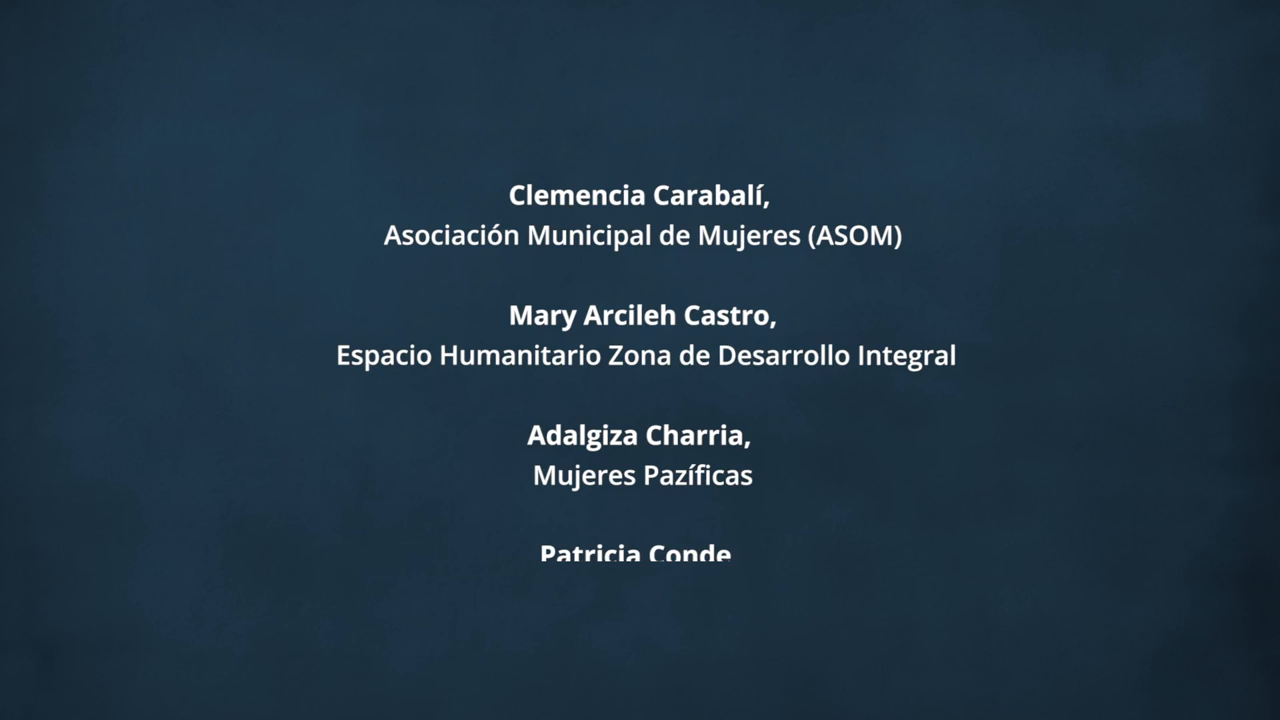 Clemencia Carabalí,
Asociación Municipal de Mujeres (ASOM)
Mary Arcileh Castro,
Espacio Humanitario Zona de Desarrollo Integral
Adalgiza Charria,
Mujeres Pazíficas
Patricia Conde